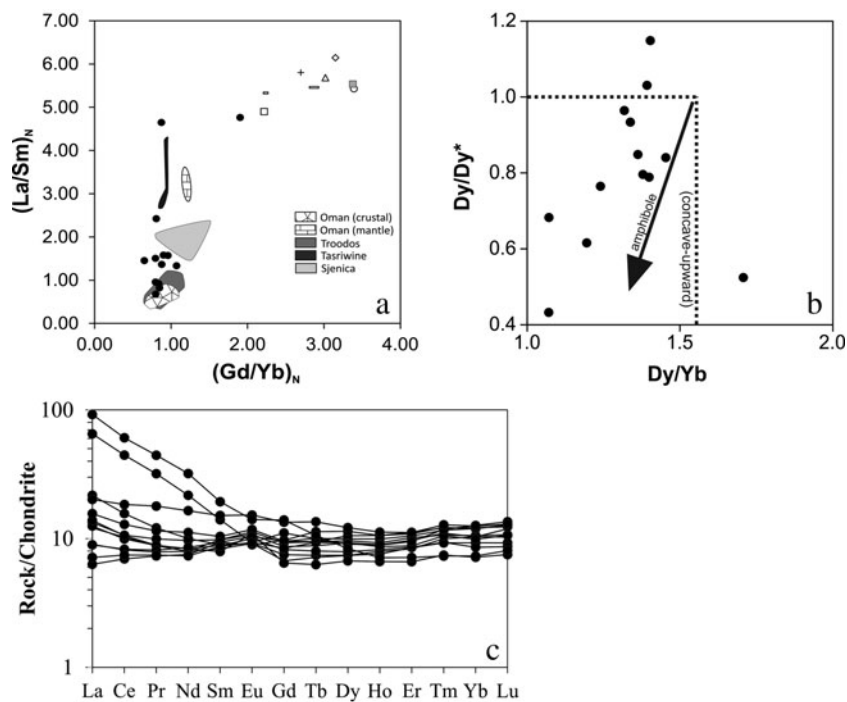 a
7.00
6.00
5.00
4.00
3.00
2.00
1.00
0.00
(La/Sm)N
Oman (crustal)
Oman (mantle)
Troodos
Tasriwine
Sjenica
0.00 1.00 2.00 3.00 4.00
(Gd/Yb)N
1.2
1.0
0.8
0.6
0.4
Dy/Dy*
amphibole
(concave-upward)
b
1.0 1.5 2.0
Dy/Yb
100
10
1
Rock/Chondrite
c
La Ce Pr Nd Sm Eu Gd Tb Dy Ho Er Tm Yb Lu